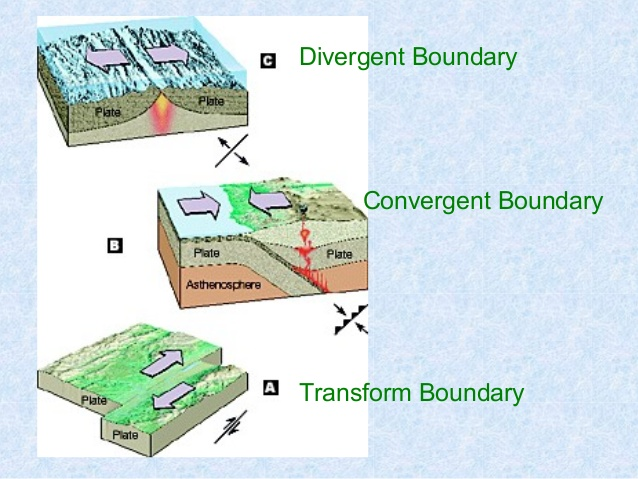 C
Divergent Boundary
Plate
Plate
Convergent Boundary
B
Plate
Plate
Asthenosphere
A
Transform Boundary
Plate
Plate